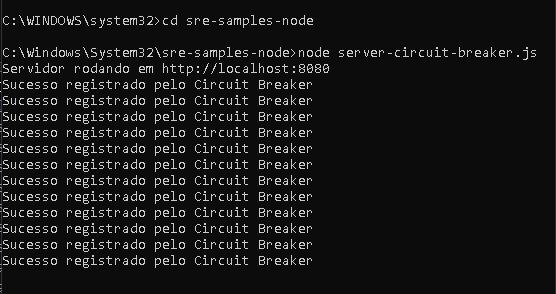 C:\WINDOWS\system32>cd sre-samples-node
C:\Windows\System32\sre-samples-node>node server-circuit-breaker.js
Servidor rodando em http://localhost:8080
Sucesso registrado pelo Circuit Breaker
Sucesso registrado pelo Circuit Breaker
Sucesso registrado pelo Circuit Breaker
Sucesso registrado pelo Circuit Breaker
Sucesso registrado pelo Circuit Breaker
Sucesso registrado pelo Circuit Breaker
Sucesso registrado pelo Circuit Breaker
Sucesso registrado pelo Circuit Breaker
Sucesso registrado pelo Circuit Breaker
Sucesso registrado pelo Circuit Breaker
Sucesso registrado pelo Circuit Breaker
Sucesso registrado pelo Circuit Breaker